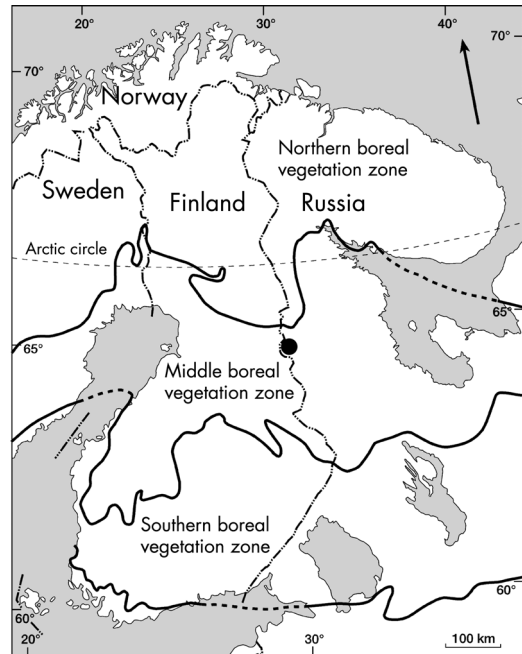 20° 30° 40°
70°
70°
Norway
Northern boreal
vegetation zone
Sweden
Finland
Russia
Arctic circle
65°
65°
Middle boreal
vegetation zone
Southern boreal
vegetation zone
60°
60°
20° 30° 100 km